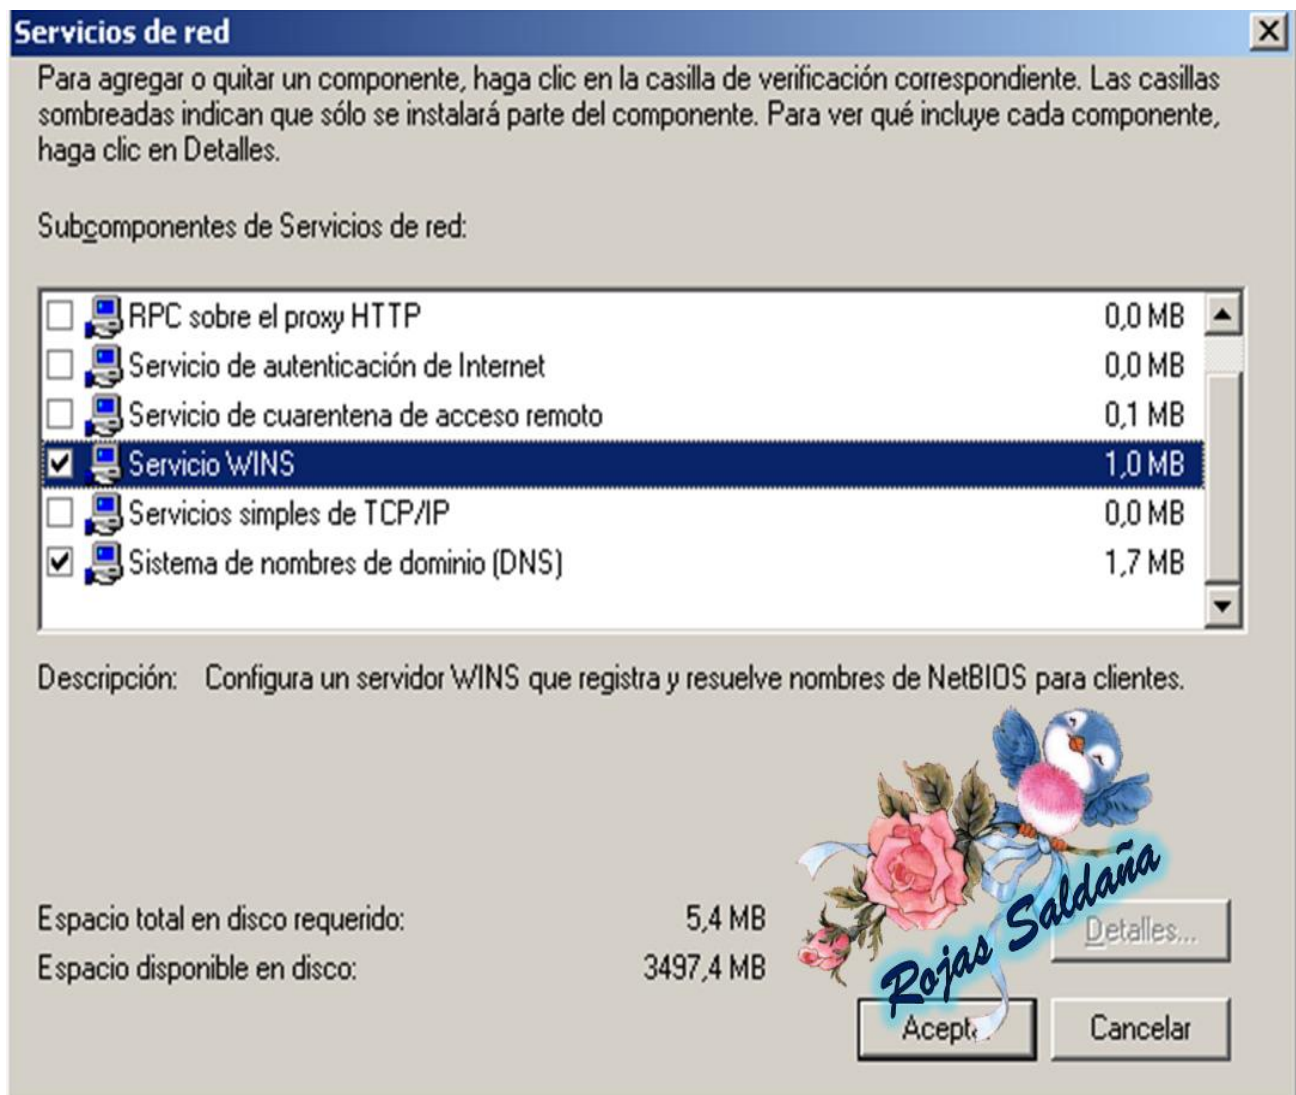 Servicios de red
Para agregar o quitar un componente, haga clic en la casilla de verificación correspondiente. Las casillas
sombreadas indican que sólo se instalará parte del componente. Para ver qué incluye cada componente,
haga clic en Detalles.
Subcomponentes de Servicios de red:
RPC sobre el proxy HTTP 0,0 MB
Servicio de autenticación de Internet 0,0 MB
Servicio de cuarentena de acceso remoto 0,1 MB
Servicio WINS 1,0 MB
Servicios simples de TCP/IP 0,0 MB
Sistema de nombres de dominio (DNS) 1,7 MB
Descripción: Configura un servidor WINS que registra y resuelve nombres de NetBIOS para clientes.
Espacio total en disco requerido: 5,4 MB
Espacio disponible en disco: 3497,4 MB
Rojas Saldaña
Detalles...
Acepta
Cancelar